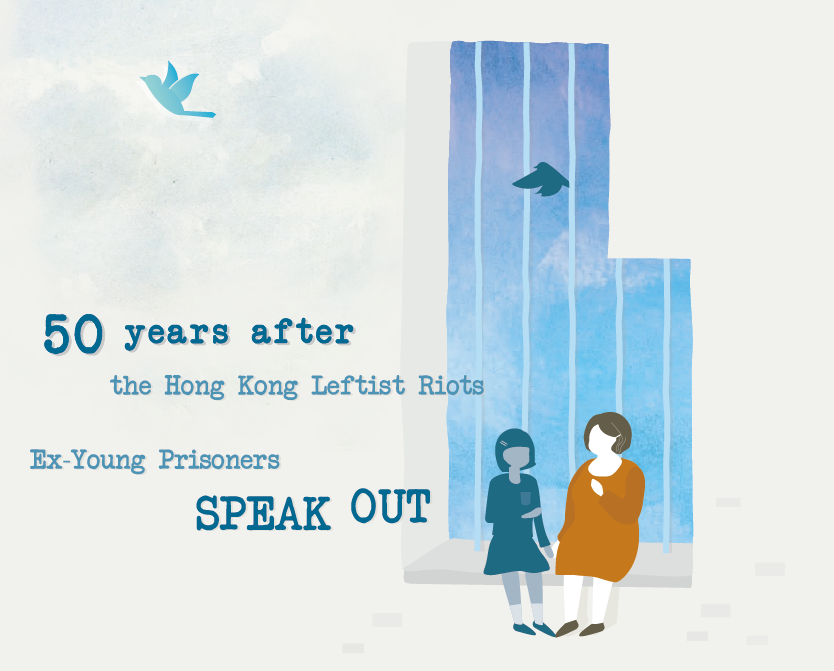 50 years after
the Hong Kong Leftist Riots
Ex-Young Prisoners
SPEAK OUT